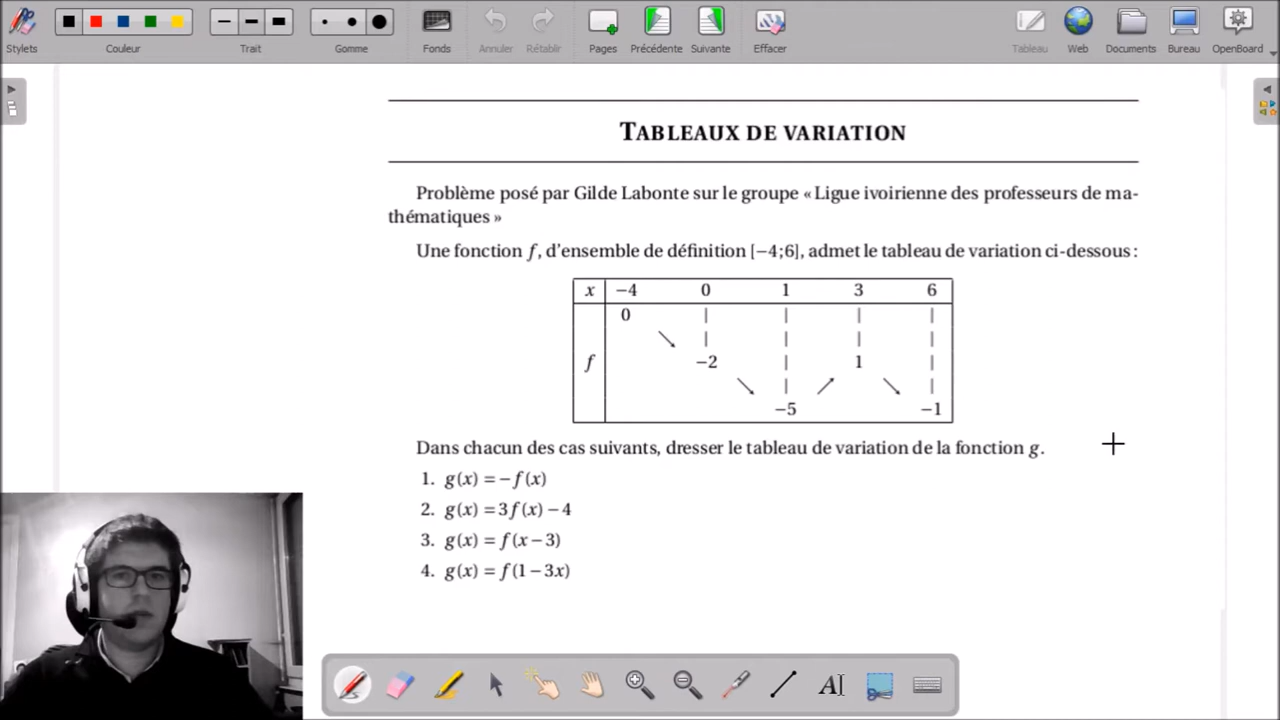 Stylets Couleur Trait Gomme Fonds Annuler Rétablir Pages Précédente Suivante Effacer Tableau Web Documents Bureau OpenBoard
TABLEAUX DE VARIATION
Problème posé par Gilde Labonte sur le groupe « Ligue ivoirienne des professeurs de ma-
thématiques »
Une fonction f, d'ensemble de définition [−4;6], admet le tableau de variation ci-dessous :
x −4 0 1 3 6
0
f −2 1
−5 −1
Dans chacun des cas suivants, dresser le tableau de variation de la fonction g.
1. g(x) = −f(x)
2. g(x) = 3f(x) − 4
3. g(x) = f(x − 3)
4. g(x) = f(1 − 3x)
AI